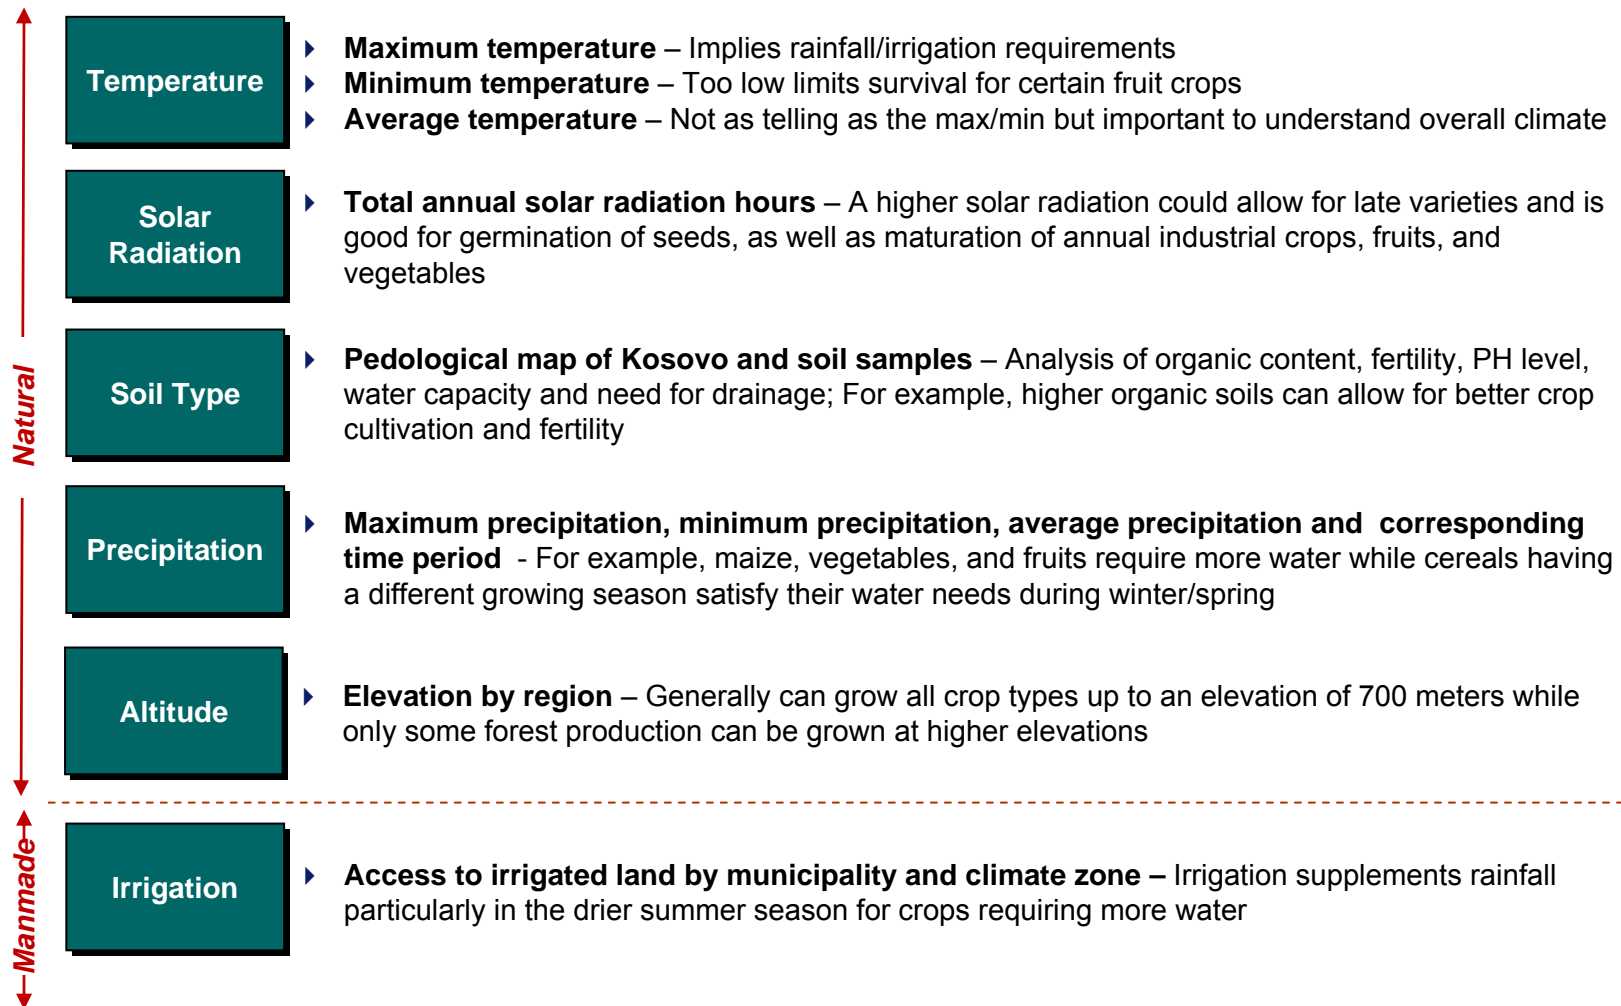 Natural
Temperature
Maximum temperature – Implies rainfall/irrigation requirements
Minimum temperature – Too low limits survival for certain fruit crops
Average temperature – Not as telling as the max/min but important to understand overall climate
Solar
Radiation
Total annual solar radiation hours – A higher solar radiation could allow for late varieties and is
good for germination of seeds, as well as maturation of annual industrial crops, fruits, and
vegetables
Soil Type
Pedological map of Kosovo and soil samples – Analysis of organic content, fertility, PH level,
water capacity and need for drainage; For example, higher organic soils can allow for better crop
cultivation and fertility
Precipitation
Maximum precipitation, minimum precipitation, average precipitation and corresponding
time period - For example, maize, vegetables, and fruits require more water while cereals having
a different growing season satisfy their water needs during winter/spring
Altitude
Elevation by region – Generally can grow all crop types up to an elevation of 700 meters while
only some forest production can be grown at higher elevations
Manmade
Irrigation
Access to irrigated land by municipality and climate zone – Irrigation supplements rainfall
particularly in the drier summer season for crops requiring more water